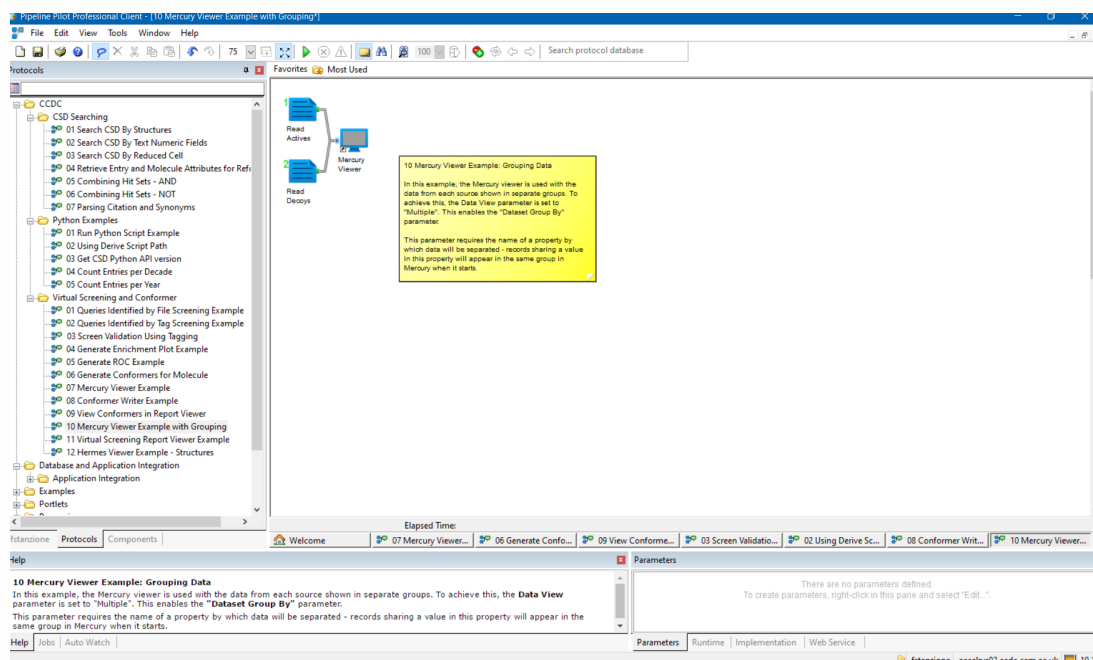 Pipeline Pilot Professional Client - [10 Mercury Viewer Example with Grouping*]
File Edit View Tools Window Help
75 100 Search protocol database
Protocols
Favorites Most Used
CCDC
CSD Searching
01 Search CSD By Structures
02 Search CSD By Text Numeric Fields
03 Search CSD By Reduced Cell
04 Retrieve Entry and Molecule Attributes for Refc
05 Combining Hit Sets - AND
06 Combining Hit Sets - NOT
07 Parsing Citation and Synonyms
Python Examples
01 Run Python Script Example
02 Using Derive Script Path
03 Get CSD Python API version
04 Count Entries per Decade
05 Count Entries per Year
Virtual Screening and Conformer
01 Queries Identified by File Screening Example
02 Queries Identified by Tag Screening Example
03 Screen Validation Using Tagging
04 Generate Enrichment Plot Example
05 Generate ROC Example
06 Generate Conformers for Molecule
07 Mercury Viewer Example
08 Conformer Writer Example
09 View Conformers in Report Viewer
10 Mercury Viewer Example with Grouping
11 Virtual Screening Report Viewer Example
12 Hermes Viewer Example - Structures
Database and Application Integration
Application Integration
Examples
Portlets
fstanzione Protocols Components
1
Read
Actives
Mercury
Viewer
2
Read
Decoys
10 Mercury Viewer Example: Grouping Data
In this example, the Mercury viewer is used with the
data from each source shown in separate groups. To
achieve this, the Data View parameter is set to
"Multiple". This enables the "Dataset Group By"
parameter.
This parameter requires the name of a property by
which data will be separated - records sharing a value
in this property will appear in the same group in
Mercury when it starts.
Elapsed Time:
Welcome 07 Mercury Viewer... 06 Generate Confo... 09 View Conforme... 03 Screen Validatio... 02 Using Derive Sc... 08 Conformer Writ... 10 Mercury Viewer...
Help
10 Mercury Viewer Example: Grouping Data
In this example, the Mercury viewer is used with the data from each source shown in separate groups. To achieve this, the Data View
parameter is set to "Multiple". This enables the "Dataset Group By" parameter.
This parameter requires the name of a property by which data will be separated - records sharing a value in this property will appear in the
same group in Mercury when it starts.
Help Jobs Auto Watch
Parameters
There are no parameters defined.
To create parameters, right-click in this pane and select "Edit...".
Parameters Runtime Implementation Web Service